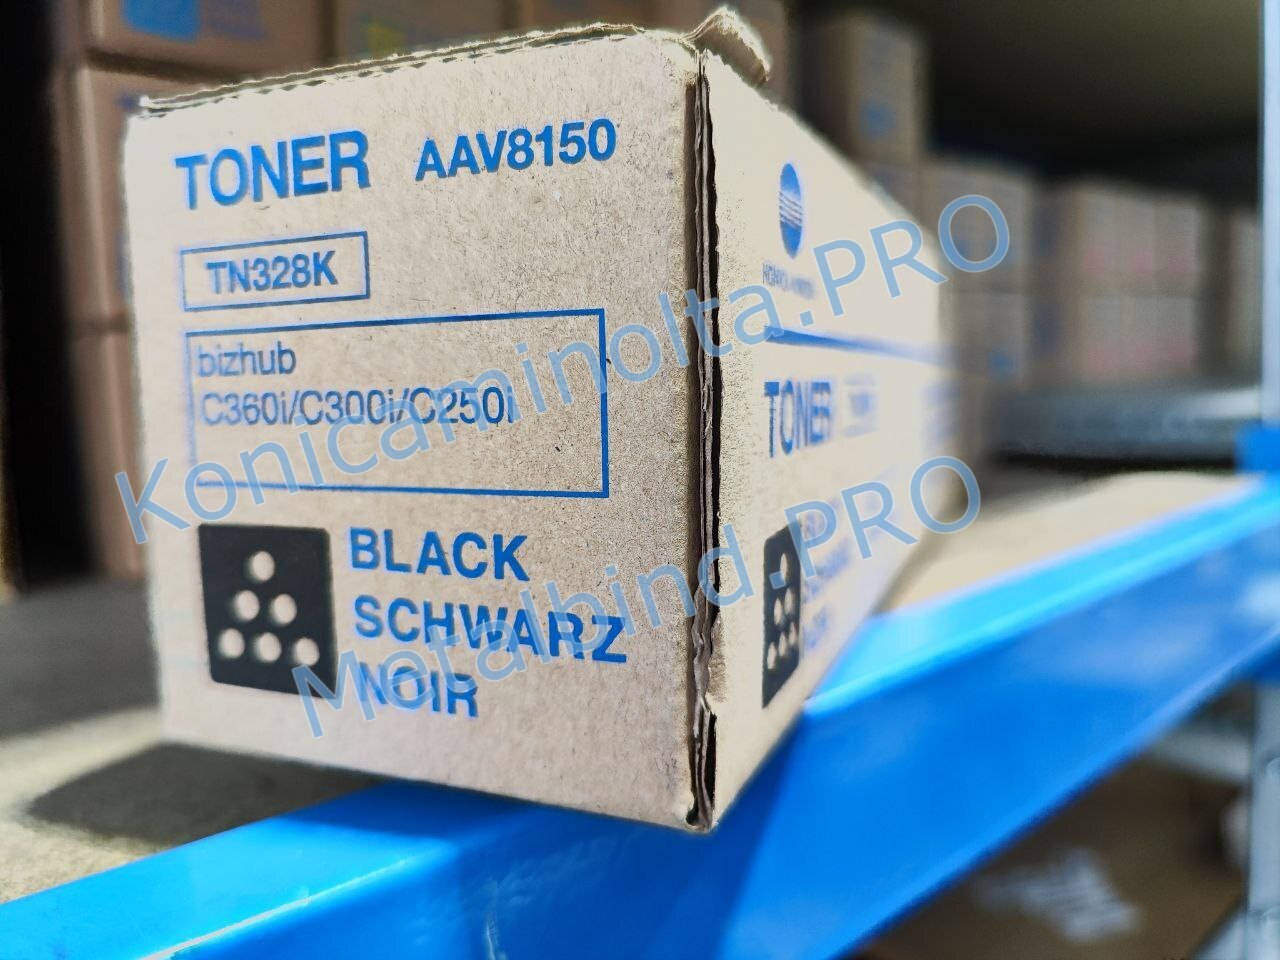 TONER AAV8150
TN328K
bizhub
C360i/C300i/C250i
BLACK
SCHWARZ
NOIR
TONER
Konicaminolta.PRO
Metalbind.PRO